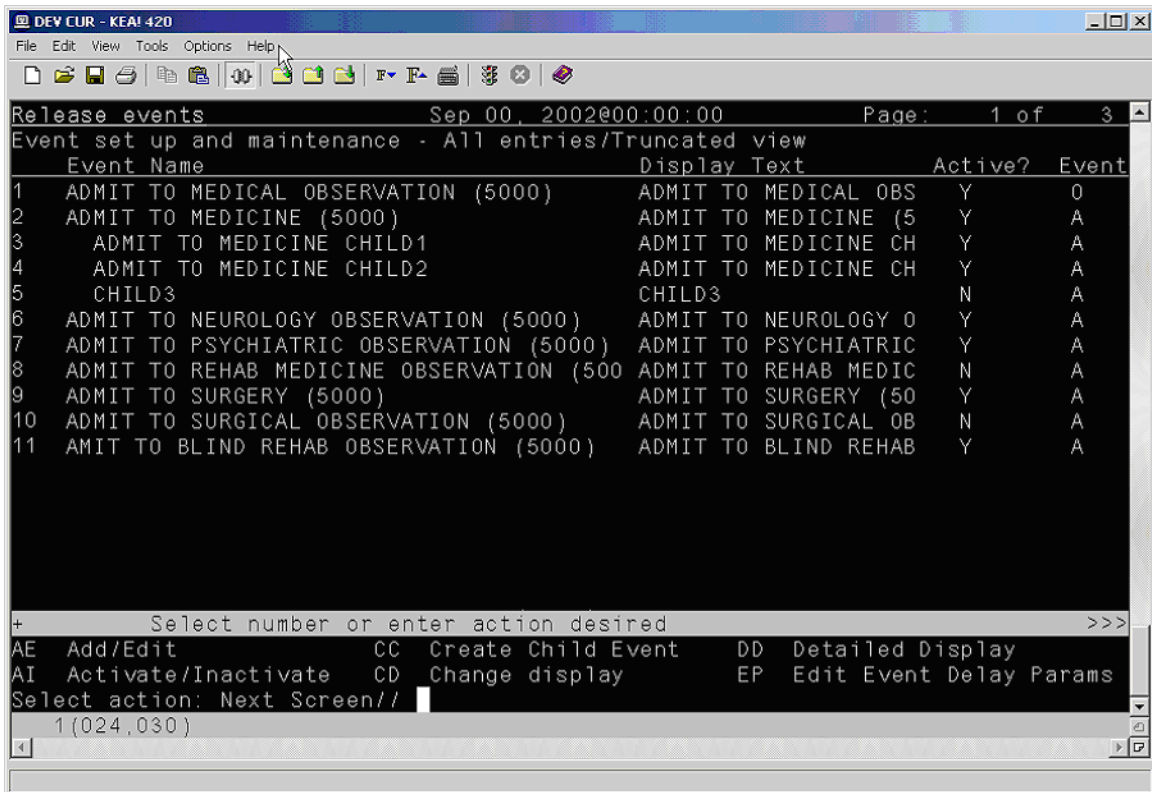 DEV CUR - KEA! 420
File Edit View Tools Options Help
Release events Sep 00, 2002@00:00:00 Page: 1 of 3
Event set up and maintenance - All entries/Truncated view
Event Name Display Text Active? Event
1 ADMIT TO MEDICAL OBSERVATION (5000) ADMIT TO MEDICAL OBS Y O
2 ADMIT TO MEDICINE (5000) ADMIT TO MEDICINE (5 Y A
3 ADMIT TO MEDICINE CHILD1 ADMIT TO MEDICINE CH Y A
4 ADMIT TO MEDICINE CHILD2 ADMIT TO MEDICINE CH Y A
5 CHILD3 CHILD3 N A
6 ADMIT TO NEUROLOGY OBSERVATION (5000) ADMIT TO NEUROLOGY O Y A
7 ADMIT TO PSYCHIATRIC OBSERVATION (5000) ADMIT TO PSYCHIATRIC Y A
8 ADMIT TO REHAB MEDICINE OBSERVATION (500 ADMIT TO REHAB MEDIC N A
9 ADMIT TO SURGERY (5000) ADMIT TO SURGERY (50 Y A
10 ADMIT TO SURGICAL OBSERVATION (5000) ADMIT TO SURGICAL OB N A
11 AMIT TO BLIND REHAB OBSERVATION (5000) ADMIT TO BLIND REHAB Y A
+ Select number or enter action desired >>>
AE Add/Edit CC Create Child Event DD Detailed Display
AI Activate/Inactivate CD Change display EP Edit Event Delay Params
Select action: Next Screen//
1(024,030)